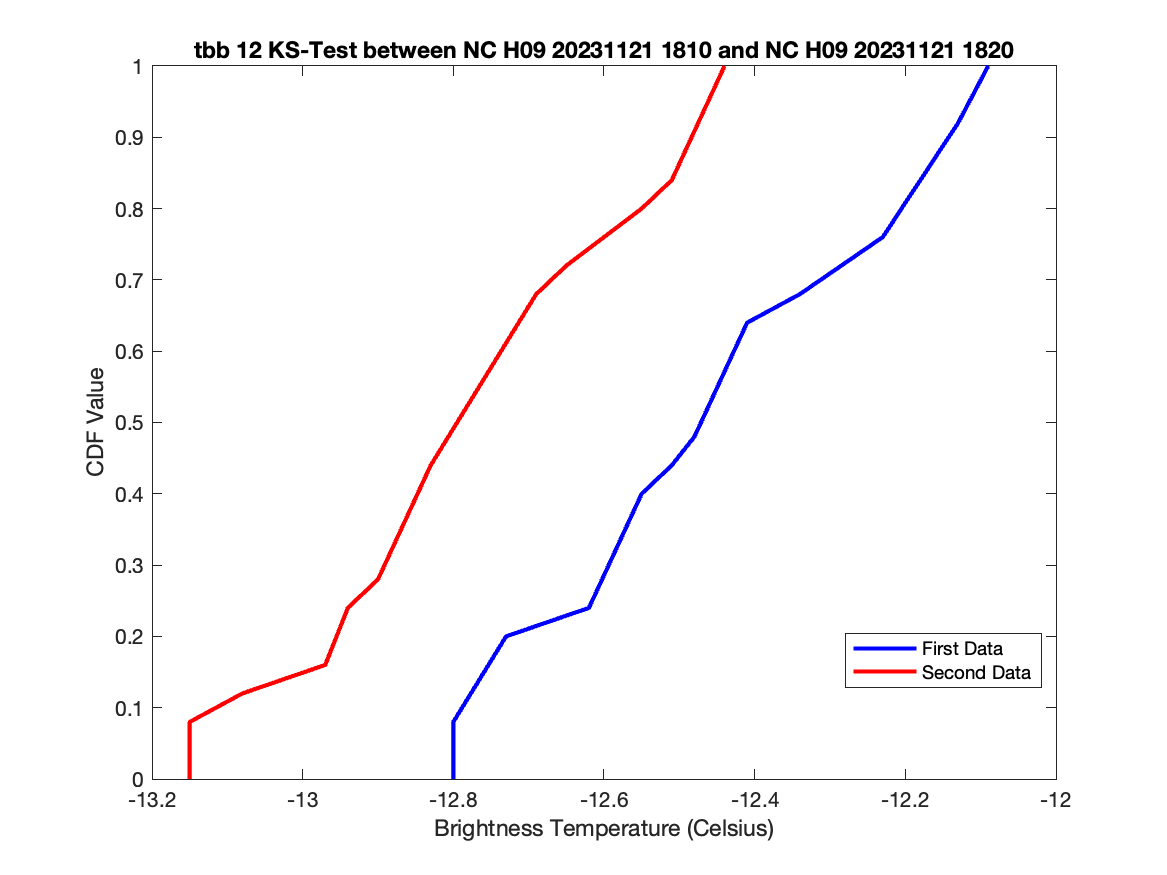 tbb 12 KS-Test between NC H09 20231121 1810 and NC H09 20231121 1820
1
0.9
0.8
0.7
0.6
0.5
0.4
0.3
0.2
0.1
0
CDF Value
First Data
Second Data
-13.2 -13 -12.8 -12.6 -12.4 -12.2 -12
Brightness Temperature (Celsius)